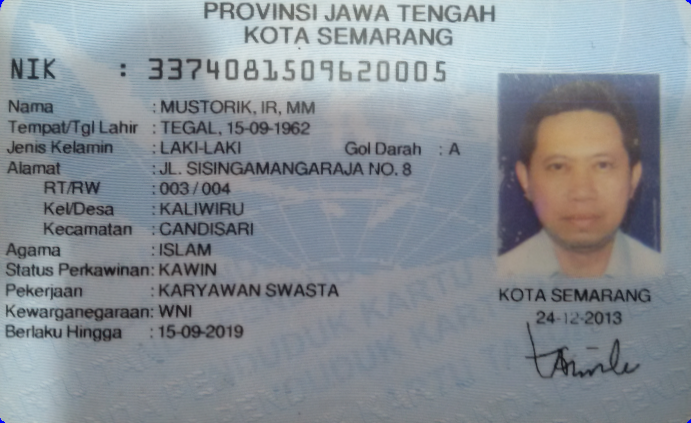 PROVINSI JAWA TENGAH
KOTA SEMARANG
NIK : 3374081509620005
Nama : MUSTORIK, IR, MM
Tempat/Tgl Lahir : TEGAL, 15-09-1962
Jenis Kelamin : LAKI-LAKI Gol Darah : A
Alamat : JL. SISINGAMANGARAJA NO. 8
RT/RW : 003 / 004
Kel/Desa : KALIWIRU
Kecamatan : CANDISARI
Agama : ISLAM
Status Perkawinan: KAWIN
Pekerjaan : KARYAWAN SWASTA
Kewarganegaraan: WNI
Berlaku Hingga : 15-09-2019
KOTA SEMARANG
24-12-2013